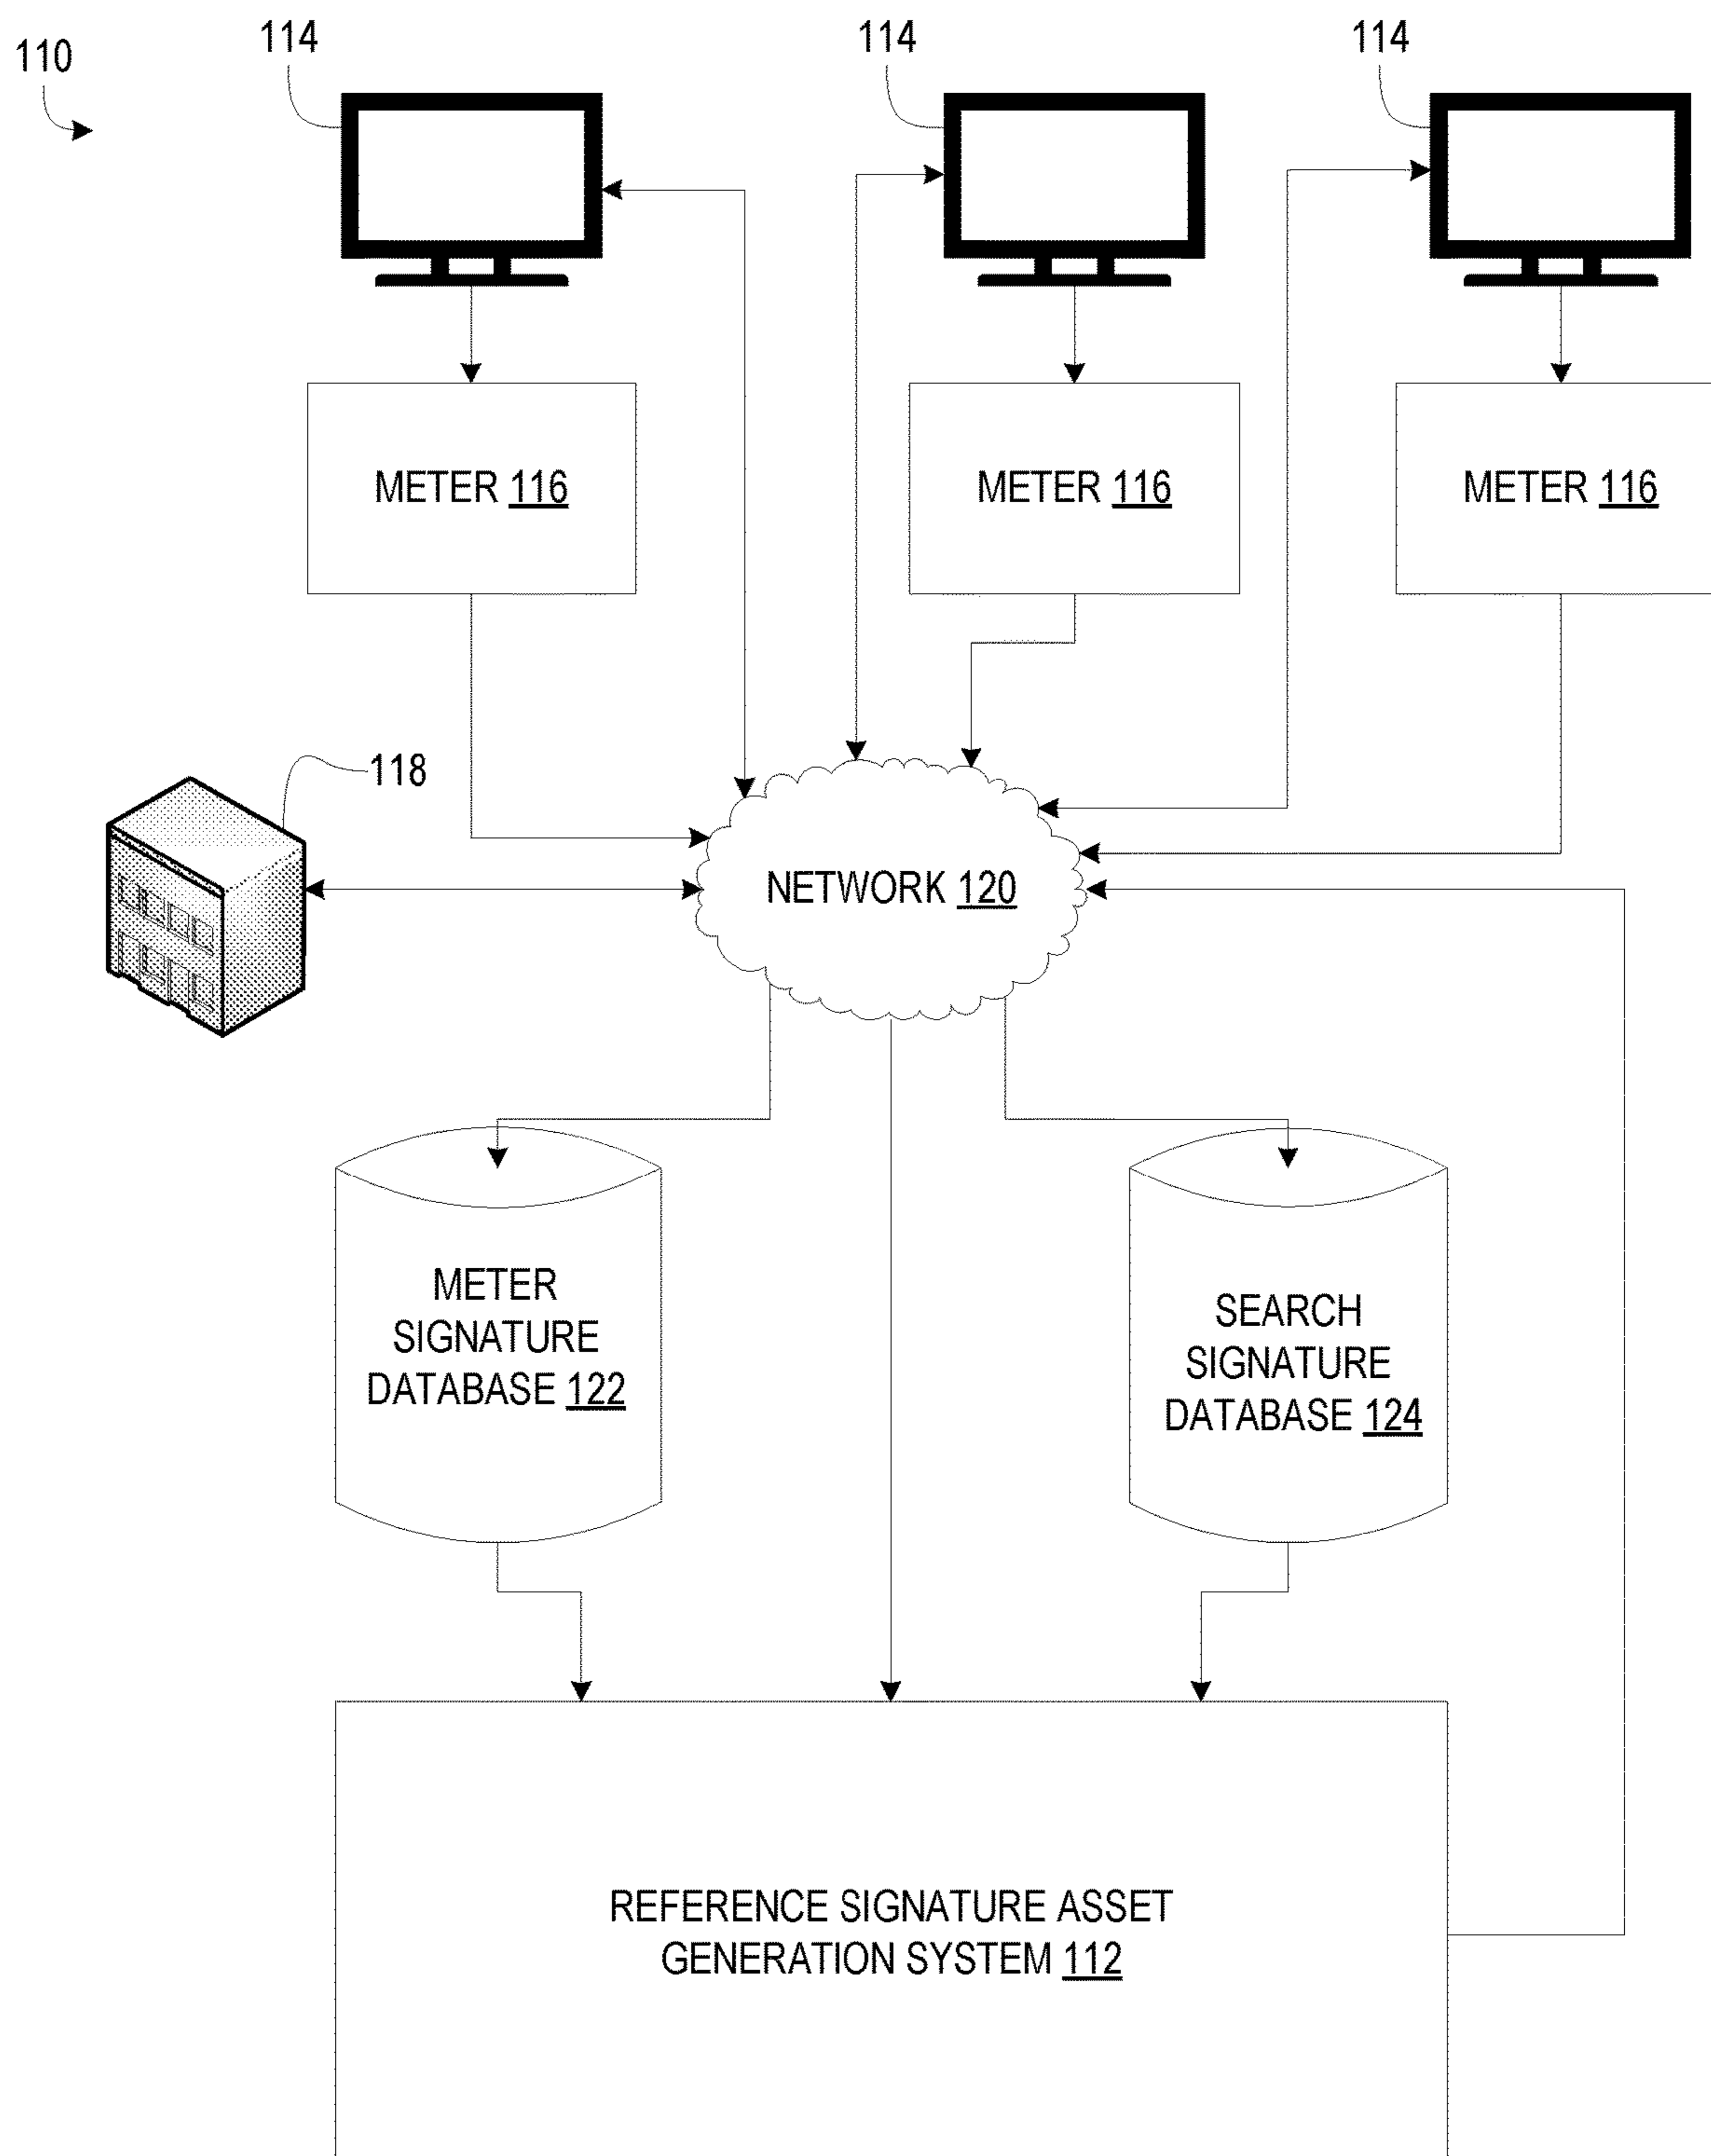 110
114
114
114
METER 116
METER 116
METER 116
118
NETWORK 120
METER
SIGNATURE
DATABASE 122
SEARCH
SIGNATURE
DATABASE 124
REFERENCE SIGNATURE ASSET
GENERATION SYSTEM 112